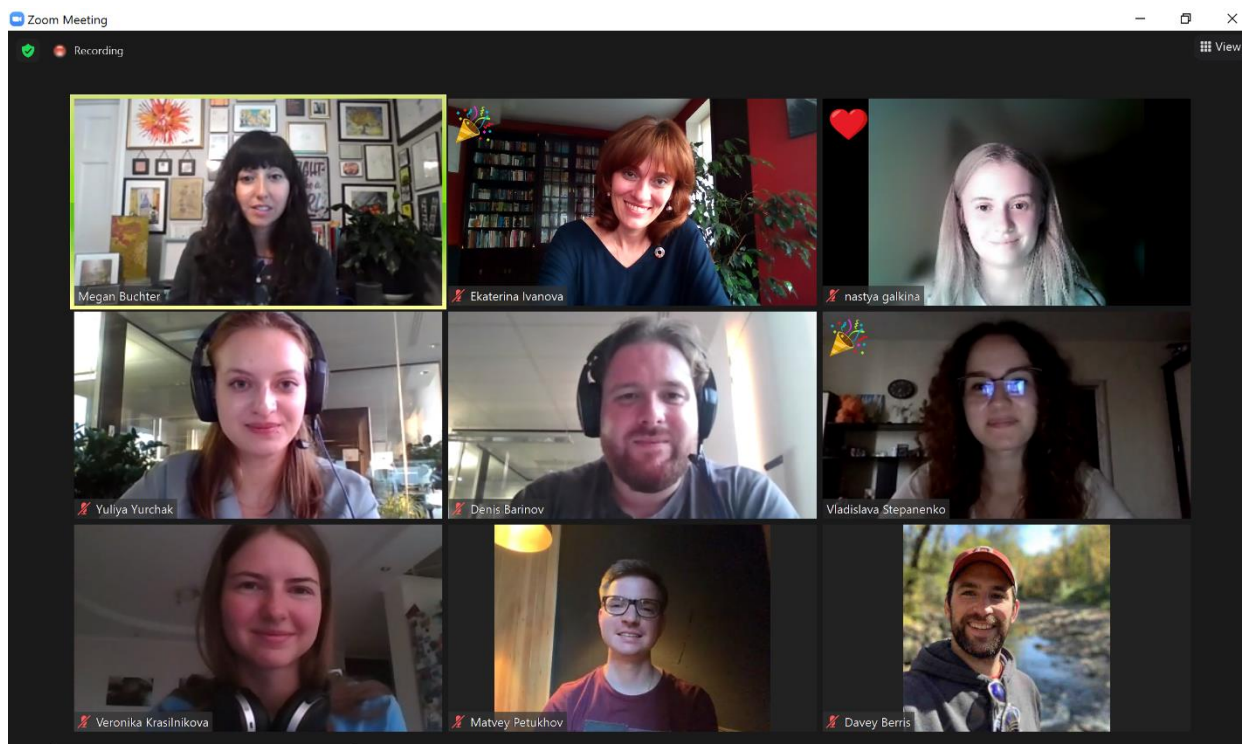 Zoom Meeting
Recording
View
Megan Buchter
Ekaterina Ivanova
nastya galkina
Yuliya Yurchak
Denis Barinov
Vladislava Stepanenko
Veronika Krasilnikova
Matvey Petukhov
Davey Berris